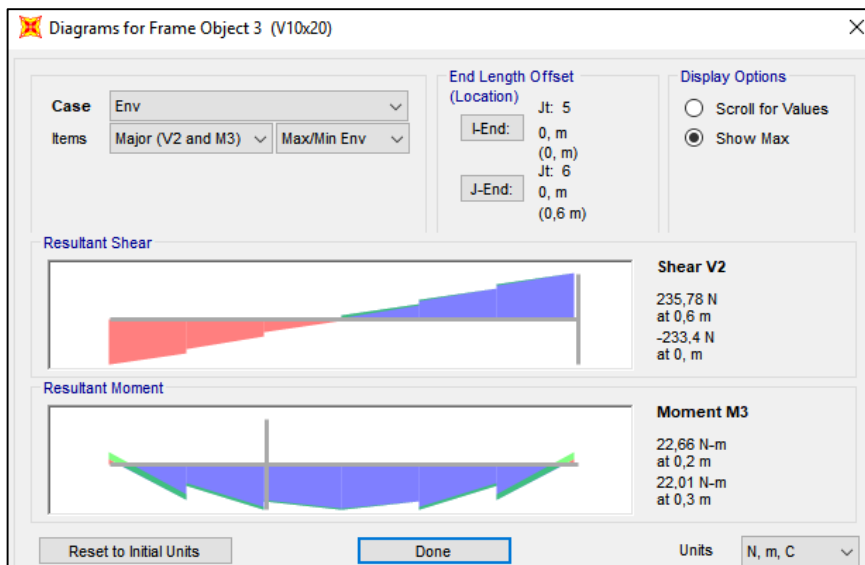 Diagrams for Frame Object 3 (V10x20)
Case Env
Items Major (V2 and M3) Max/Min Env
End Length Offset
(Location)
Jt: 5
I-End: 0, m
(0, m)
Jt: 6
J-End: 0, m
(0,6 m)
Display Options
Scroll for Values
Show Max
Resultant Shear
Shear V2
235,78 N
at 0,6 m
-233,4 N
at 0, m
Resultant Moment
Moment M3
22,66 N-m
at 0,2 m
22,01 N-m
at 0,3 m
Reset to Initial Units Done Units N, m, C